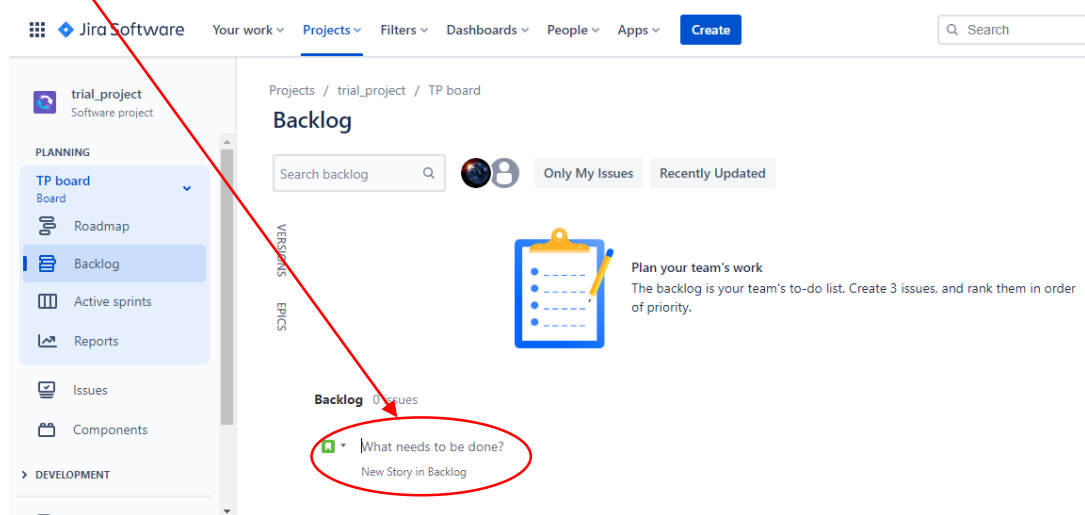 Jira Software
Your work
Projects
Filters
Dashboards
People
Apps
Create
Search
trial_project
Software project
PLANNING
TP board
Board
Roadmap
Backlog
Active sprints
Reports
Issues
Components
DEVELOPMENT
Projects / trial_project / TP board
Backlog
Search backlog
Only My Issues
Recently Updated
VERSIONS
EPICS
Plan your team's work
The backlog is your team's to-do list. Create 3 issues, and rank them in order
of priority.
Backlog 0 issues
What needs to be done?
New Story in Backlog